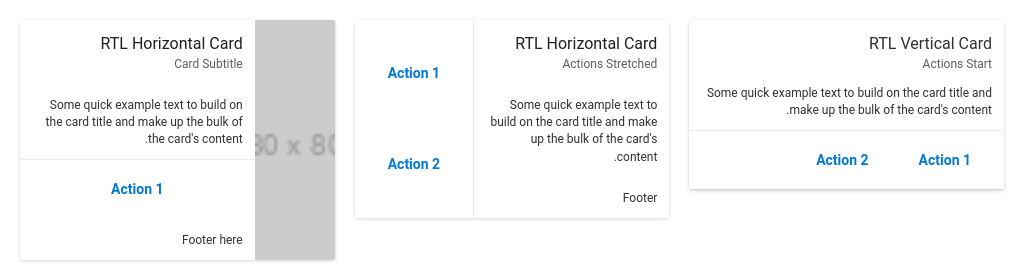 RTL Horizontal Card
Card Subtitle
Some quick example text to build on
the card title and make up the bulk of
.the card's content
Action 1
Footer here
RTL Horizontal Card
Actions Stretched
Some quick example text to
build on the card title and make
up the bulk of the card's
.content
Footer
Action 1
Action 2
RTL Vertical Card
Actions Start
Some quick example text to build on the card title and
.make up the bulk of the card's content
Action 2 Action 1